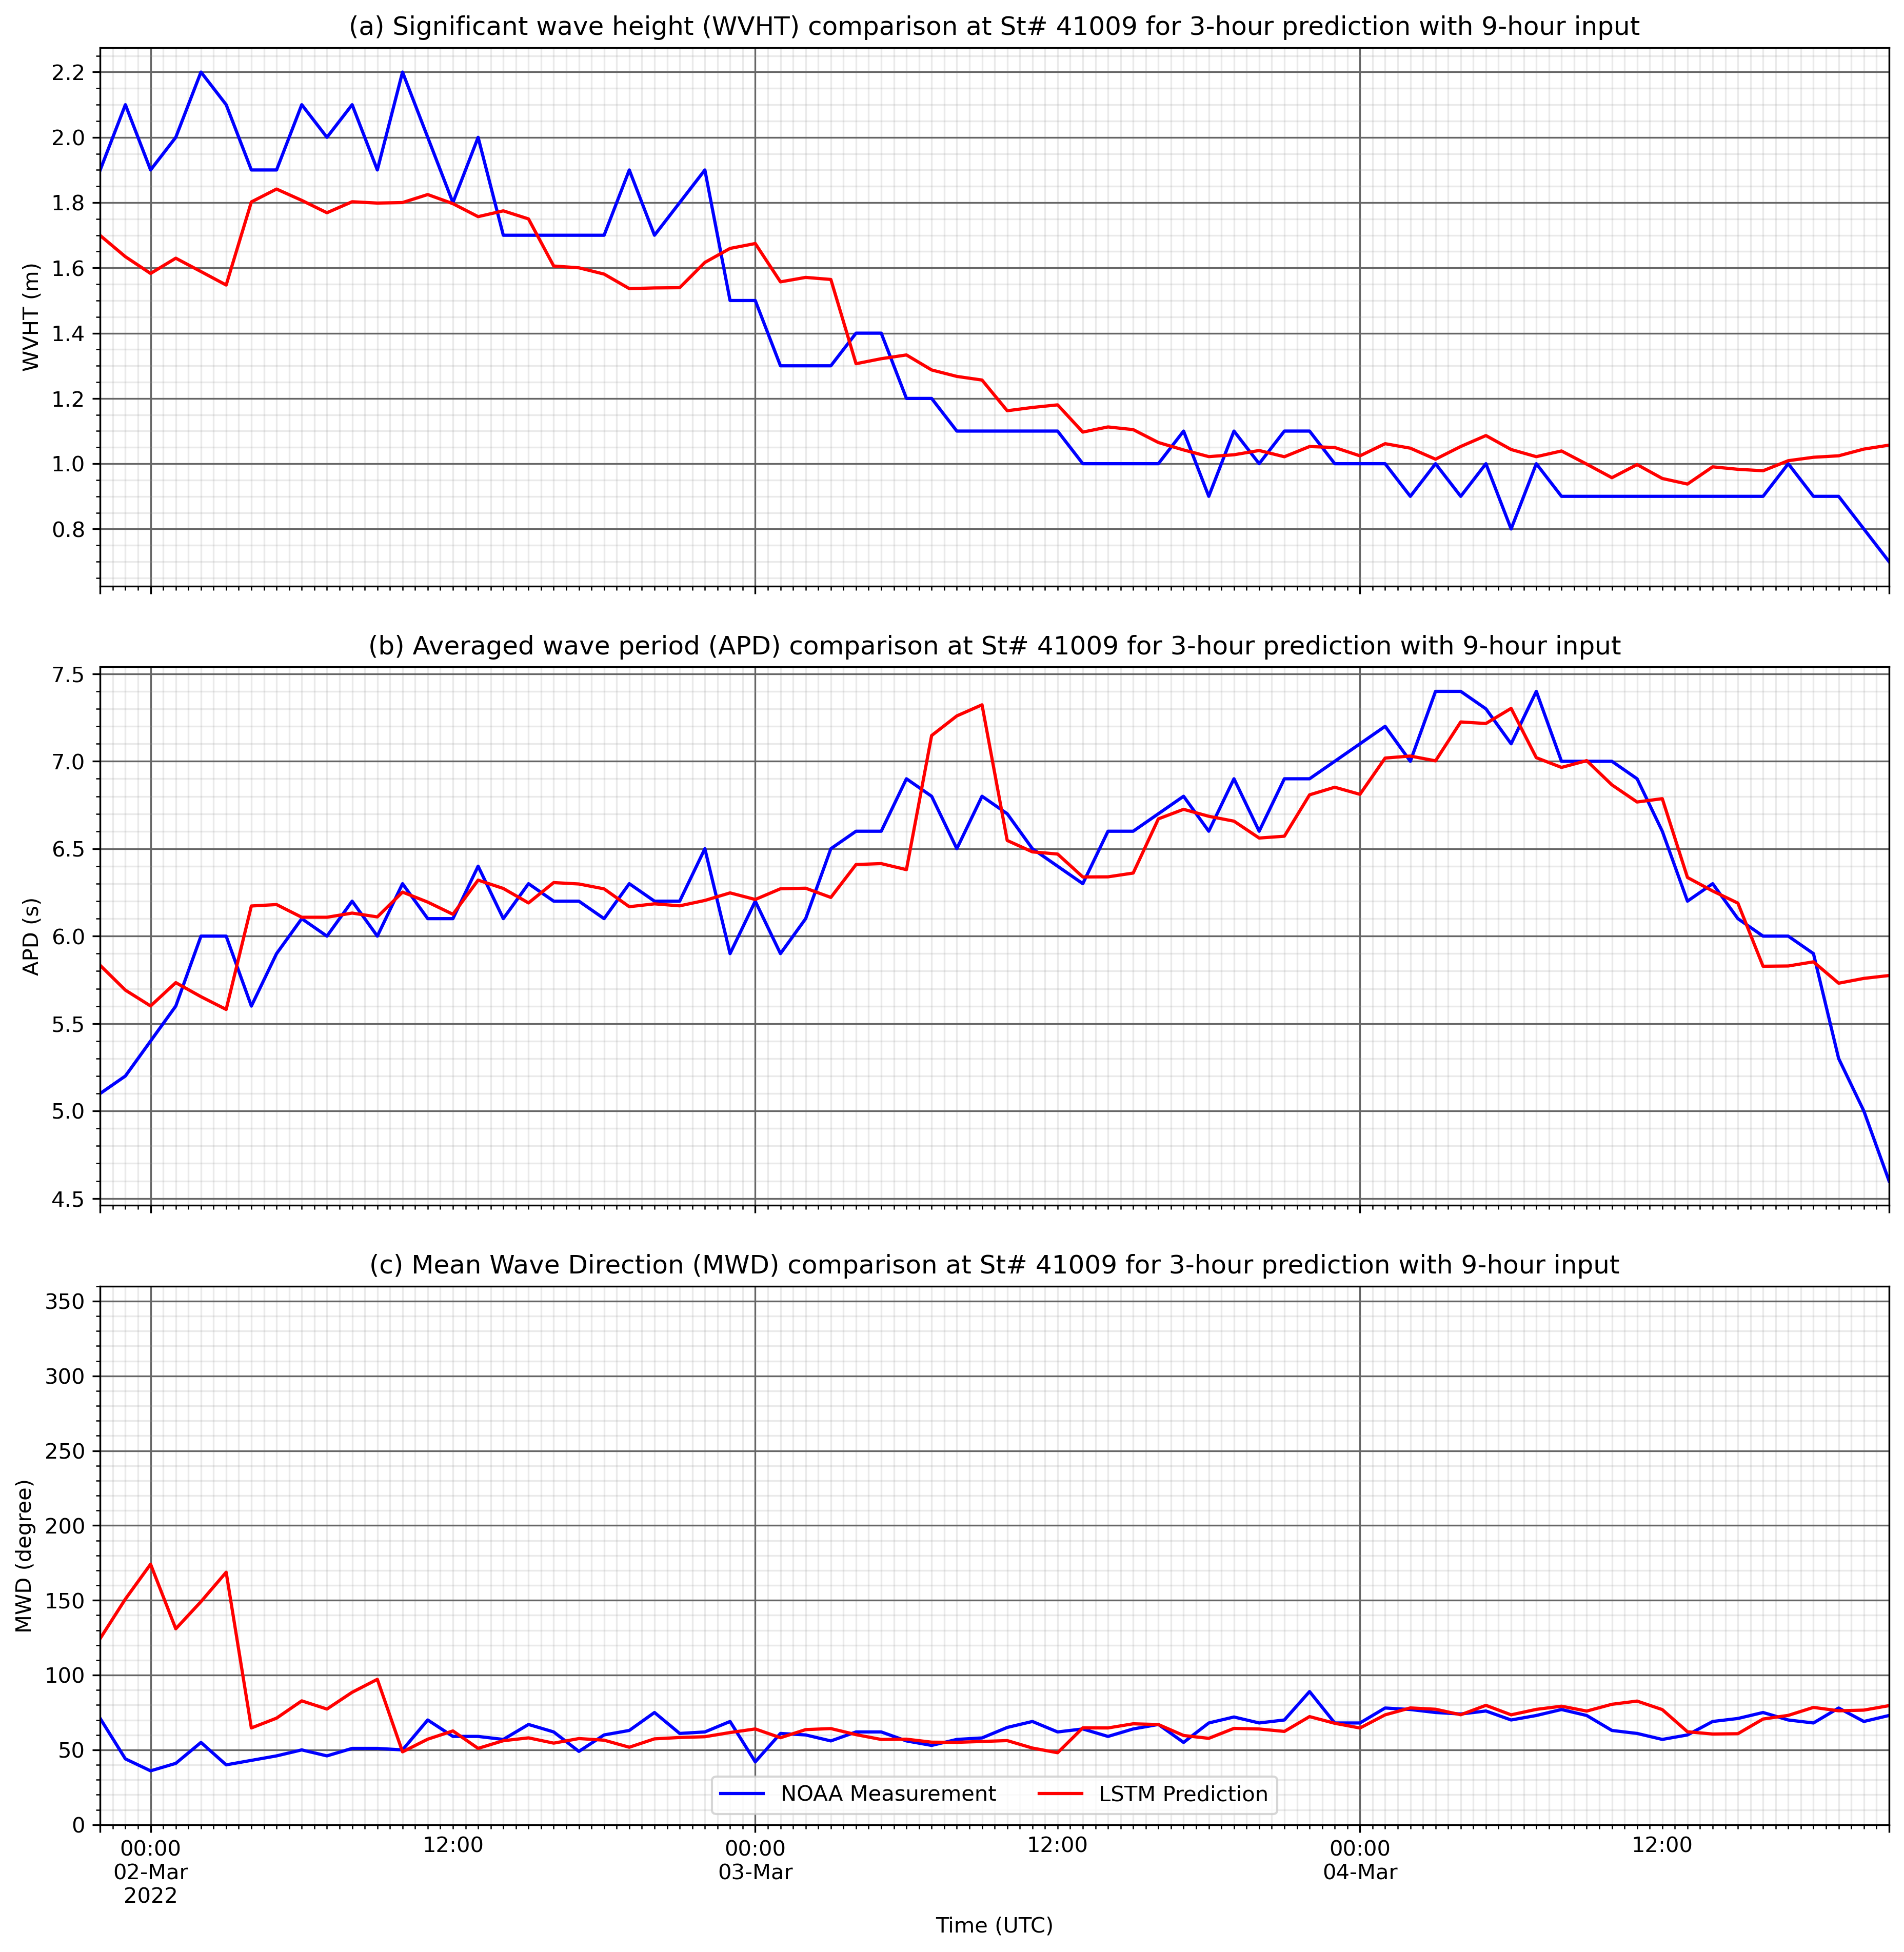 (a) Significant wave height (WVHT) comparison at St# 41009 for 3-hour prediction with 9-hour input
2.2
2.0
1.8
1.6
1.4
1.2
1.0
0.8
WVHT (m)
(b) Averaged wave period (APD) comparison at St# 41009 for 3-hour prediction with 9-hour input
7.5
7.0
6.5
6.0
5.5
5.0
4.5
APD (s)
(c) Mean Wave Direction (MWD) comparison at St# 41009 for 3-hour prediction with 9-hour input
350
300
250
200
150
100
50
0
MWD (degree)
NOAA Measurement
LSTM Prediction
00:00
02-Mar
2022
12:00
00:00
03-Mar
12:00
00:00
04-Mar
12:00
Time (UTC)